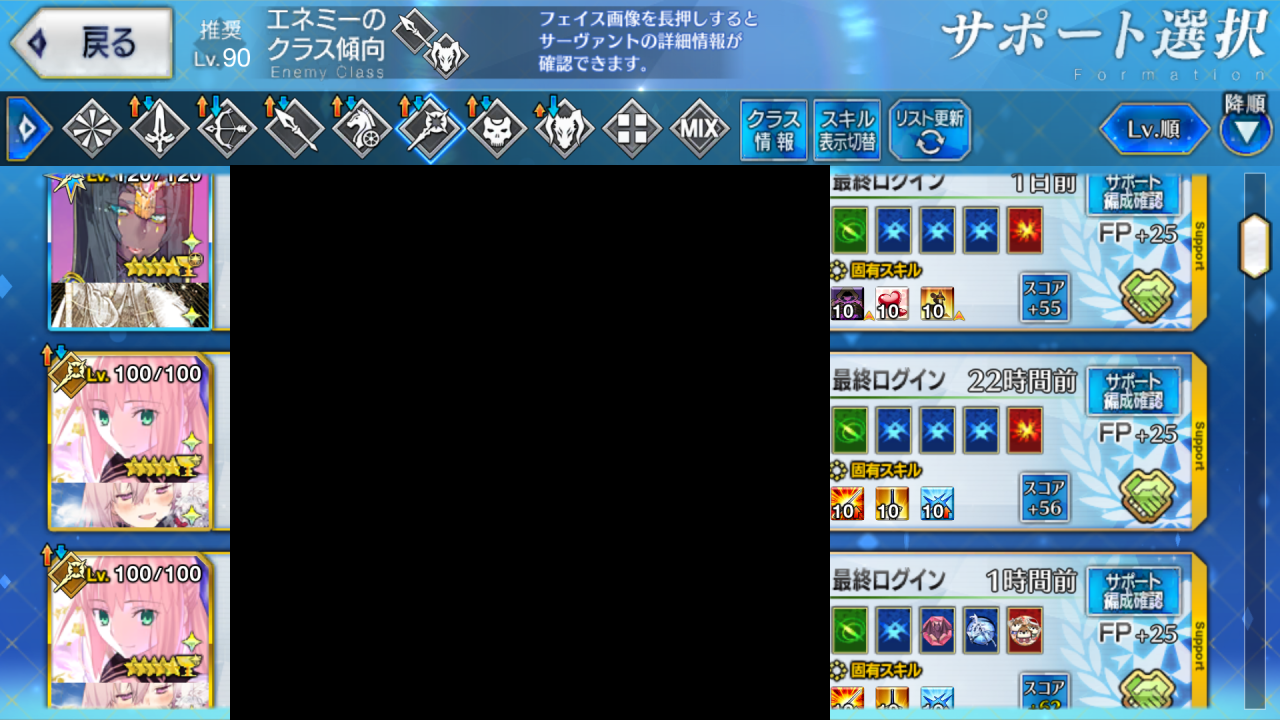 戻る
推奨
Lv.90
エネミーの
クラス傾向
Enemy Class
フェイス画像を長押しすると
サーヴァントの詳細情報が
確認できます。
サポート選択
Formation
MIX
クラス
情報
スキル
表示切替
リスト更新
Lv.順
降順
Lv. 120/120
最終ログイン
1日前
サポート
編成確認
FP+25
Support
固有スキル
10
10
10
スコア
+55
Lv. 100/100
最終ログイン
22時間前
サポート
編成確認
FP+25
Support
固有スキル
10
10
10
スコア
+56
Lv. 100/100
最終ログイン
1時間前
サポート
編成確認
FP+25
Support
固有スキル
スコア